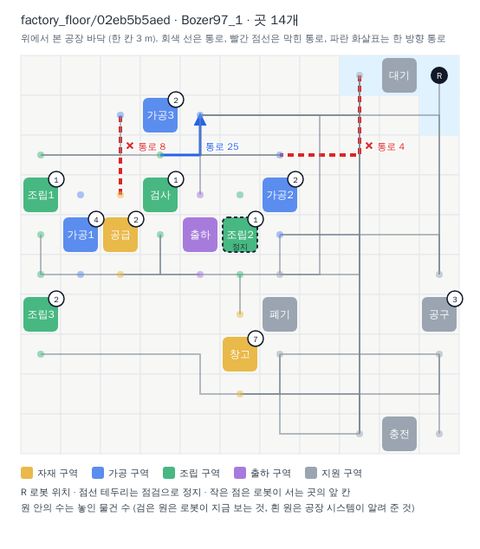 factory_floor/02eb5b5aed · Bozer97_1 · 곳 14개
위에서 본 공장 바닥 (한 칸 3 m). 회색 선은 통로, 빨간 점선은 막힌 통로, 파란 화살표는 한 방향 통로
대기
R
2
가공3
✕ 통로 8
통로 25
✕ 통로 4
1
조립1
1
검사
2
가공2
4
가공1
2
공급
출하
1
조립2
정지
2
조립3
폐기
3
공구
7
창고
충전
자재 구역
가공 구역
조립 구역
출하 구역
지원 구역
R 로봇 위치 · 점선 테두리는 점검으로 정지 · 작은 점은 로봇이 서는 곳의 앞 칸
원 안의 수는 놓인 물건 수 (검은 원은 로봇이 지금 보는 것, 흰 원은 공장 시스템이 알려 준 것)